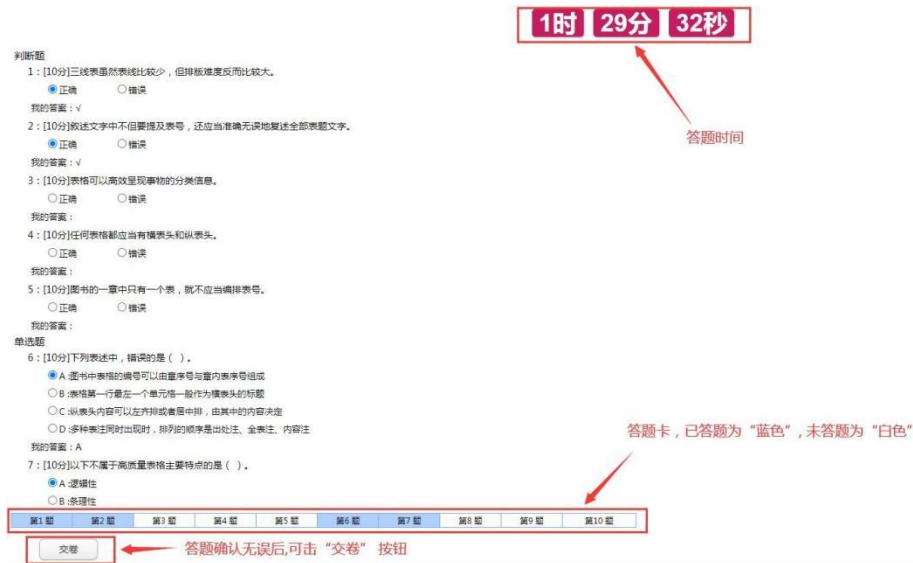 1时 29分 32秒
答题时间
判断题
1：[10分]三线表虽然表线比较少，但排版难度反而比较大。
正确 错误
我的答案：√
2：[10分]叙述文字中不但要提及表号，还应当准确无误地复述全部表题文字。
正确 错误
我的答案：√
3：[10分]表格可以高效呈现事物的分类信息。
正确 错误
我的答案：
4：[10分]任何表格都应当有横表头和纵表头。
正确 错误
我的答案：
5：[10分]图书的一章中只有一个表，就不应当编排表号。
正确 错误
我的答案：
单选题
6：[10分]下列表述中，错误的是（ ）。
A :图书中表格的编号可以由章序号与章内表序号组成
B :表格第一行最左一个单元格一般作为横表头的标题
C :纵表头内容可以左齐排或者居中排，由其中的内容决定
D :多种表注同时出现时，排列的顺序是出处注、全表注、内容注
我的答案：A
7：[10分]以下不属于高质量表格主要特点的是（ ）。
A :逻辑性
B :条理性
答题卡，已答题为“蓝色”，未答题为“白色”
第1题 第2题 第3题 第4题 第5题 第6题 第7题 第8题 第9题 第10题
交卷
答题确认无误后,可击“交卷” 按钮